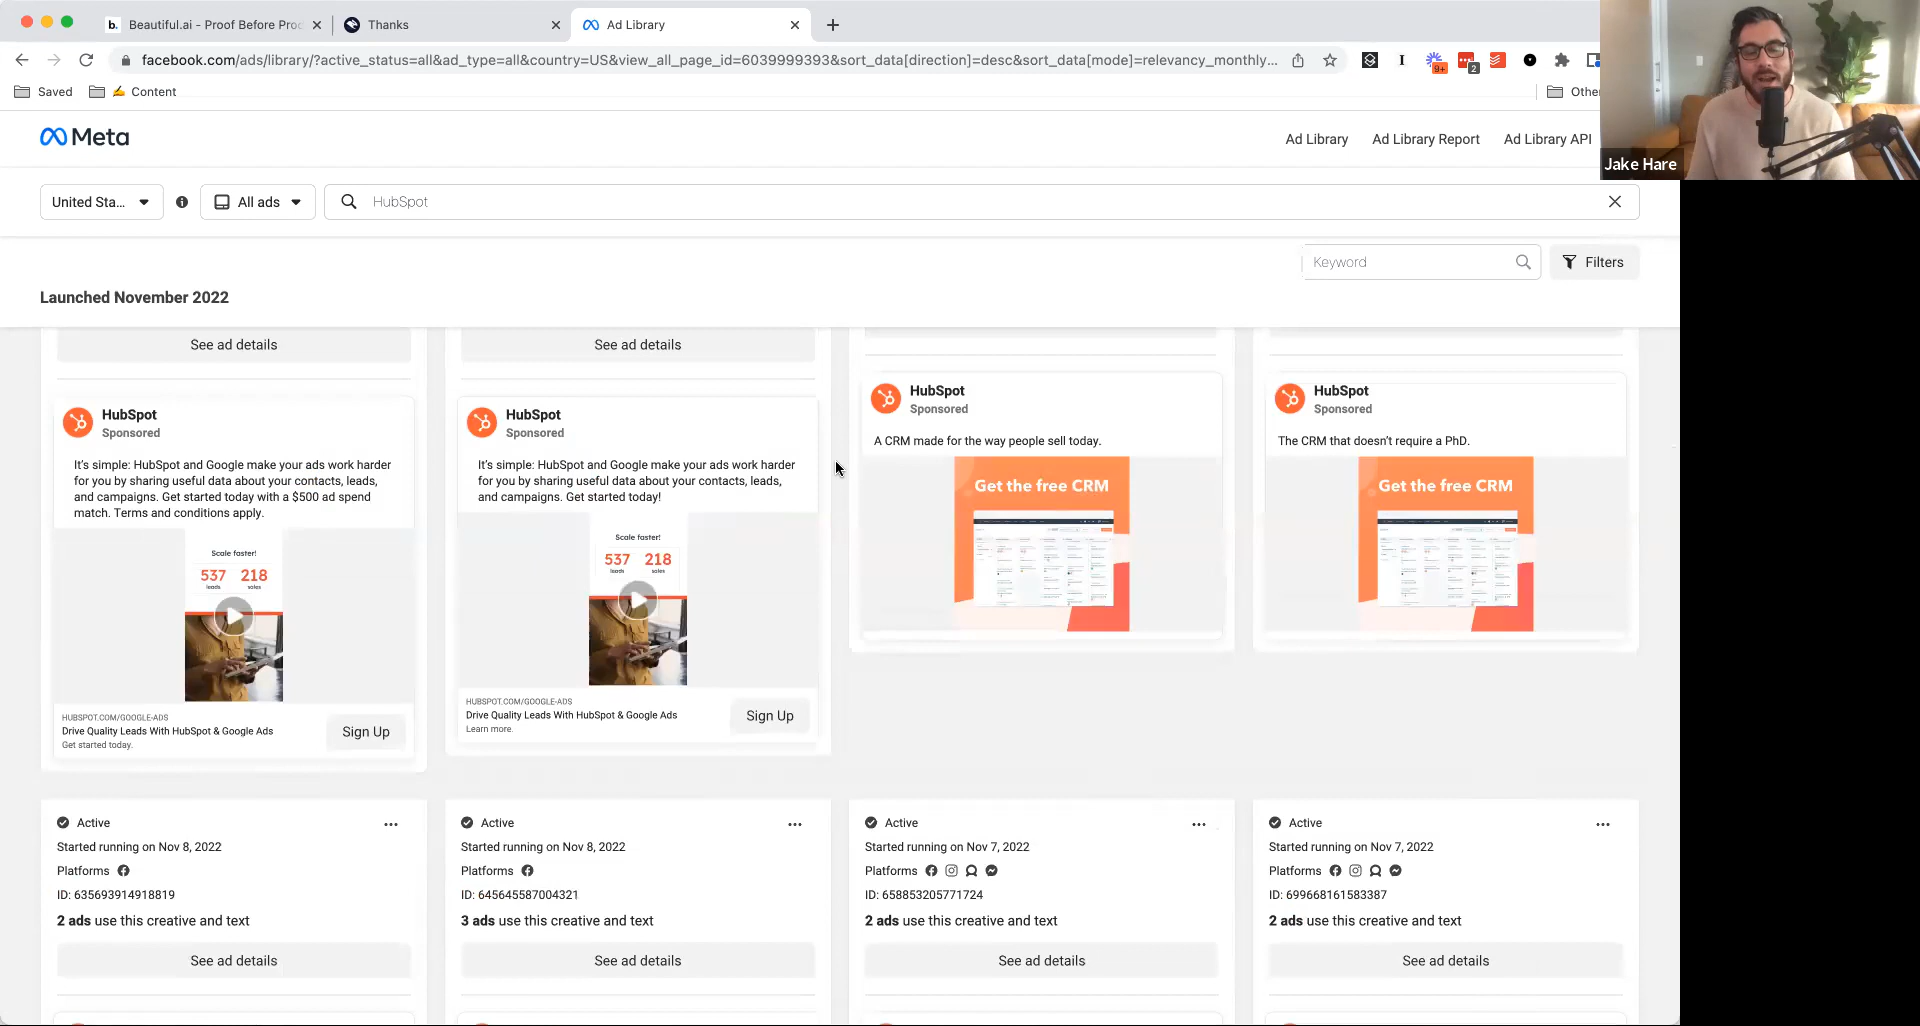 Beautiful.ai - Proof Before Proc
Thanks
Ad Library
facebook.com/ads/library/?active_status=all&ad_type=all&country=US&view_all_page_id=6039999393&sort_data[direction]=desc&sort_data[mode]=relevancy_monthly...
9+
2
Saved
Content
Other
Jake Hare
Meta
Ad Library
Ad Library Report
Ad Library API
United Sta...
All ads
HubSpot
Keyword
Filters
Launched November 2022
See ad details
See ad details
HubSpot
Sponsored
It's simple: HubSpot and Google make your ads work harder
for you by sharing useful data about your contacts, leads,
and campaigns. Get started today with a $500 ad spend
match. Terms and conditions apply.
Scale faster!
537 218
leads sales
HUBSPOT.COM/GOOGLE-ADS
Drive Quality Leads With HubSpot & Google Ads
Get started today.
Sign Up
HubSpot
Sponsored
It's simple: HubSpot and Google make your ads work harder
for you by sharing useful data about your contacts, leads,
and campaigns. Get started today!
Scale faster!
537 218
leads sales
HUBSPOT.COM/GOOGLE-ADS
Drive Quality Leads With HubSpot & Google Ads
Learn more.
Sign Up
HubSpot
Sponsored
A CRM made for the way people sell today.
Get the free CRM
HubSpot
Sponsored
The CRM that doesn't require a PhD.
Get the free CRM
Active
Started running on Nov 8, 2022
Platforms
ID: 635693914918819
2 ads use this creative and text
See ad details
Active
Started running on Nov 8, 2022
Platforms
ID: 645645587004321
3 ads use this creative and text
See ad details
Active
Started running on Nov 7, 2022
Platforms
ID: 658853205771724
2 ads use this creative and text
See ad details
Active
Started running on Nov 7, 2022
Platforms
ID: 699668161583387
2 ads use this creative and text
See ad details